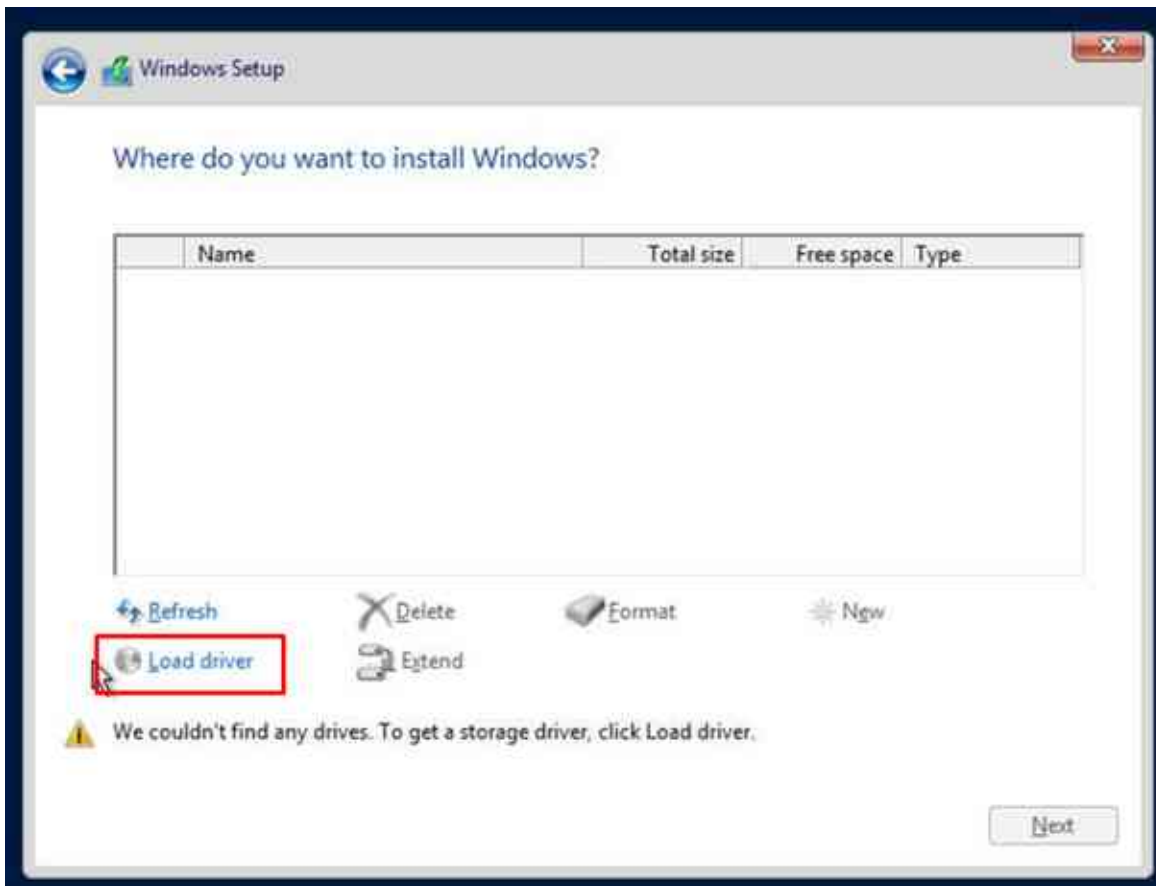 Windows Setup
Where do you want to install Windows?
Name Total size Free space Type
Refresh Delete Format New
Load driver Extend
We couldn't find any drives. To get a storage driver, click Load driver.
Next